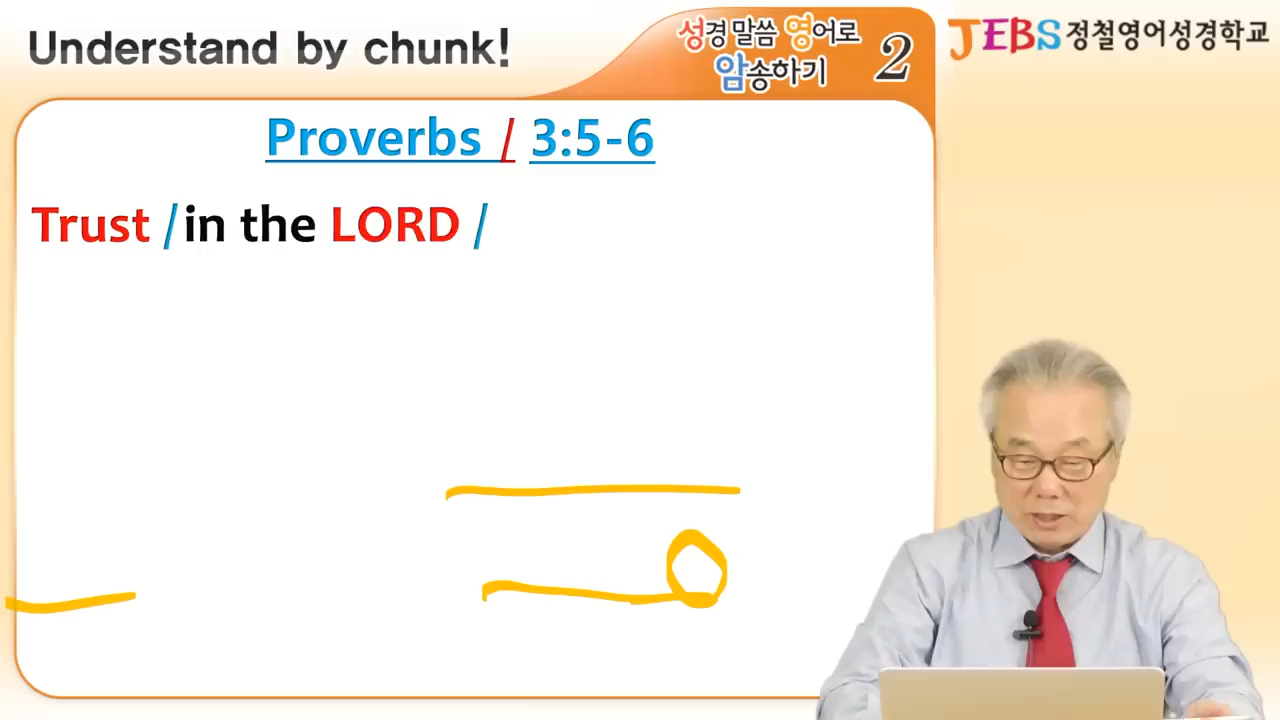 Understand by chunk!
성경 말씀 영어로
암송하기
2
JEBS 정철영어성경학교
Proverbs / 3:5-6
Trust / in the LORD /